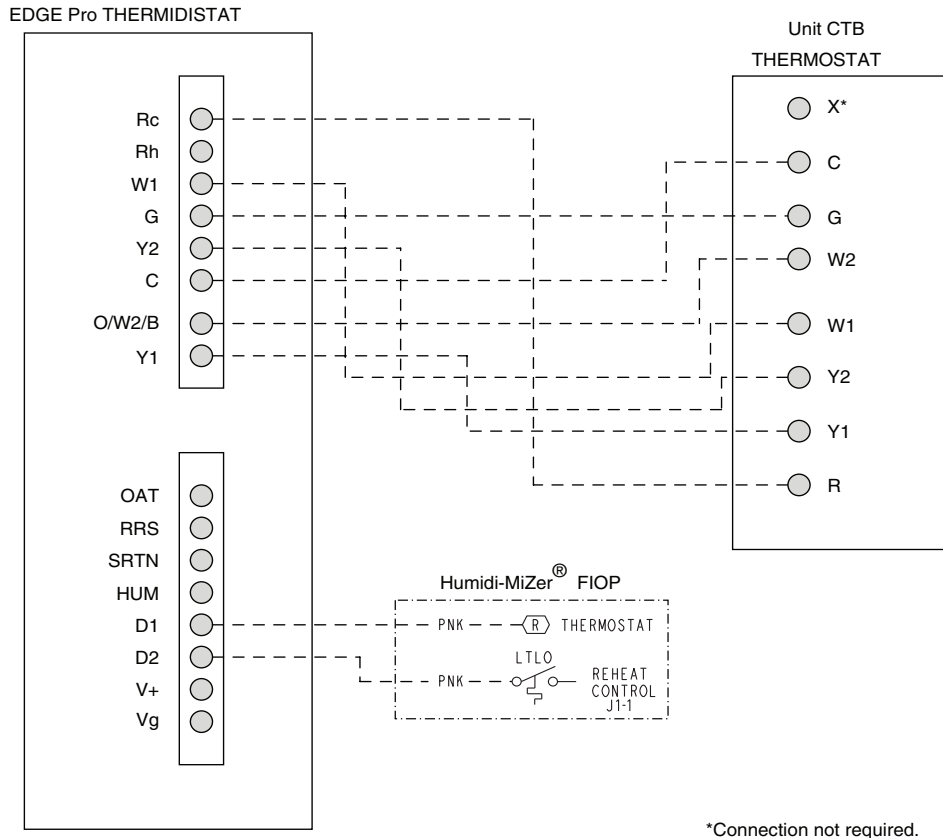 EDGE Pro THERMIDISTAT
Rc
Rh
W1
G
Y2
C
O/W2/B
Y1
OAT
RRS
SRTN
HUM
D1
D2
V+
Vg
Unit CTB
THERMOSTAT
X*
C
G
W2
W1
Y2
Y1
R
Humidi-MiZer® FIOP
PNK R THERMOSTAT
LTLO
PNK REHEAT
CONTROL
J1-1
*Connection not required.